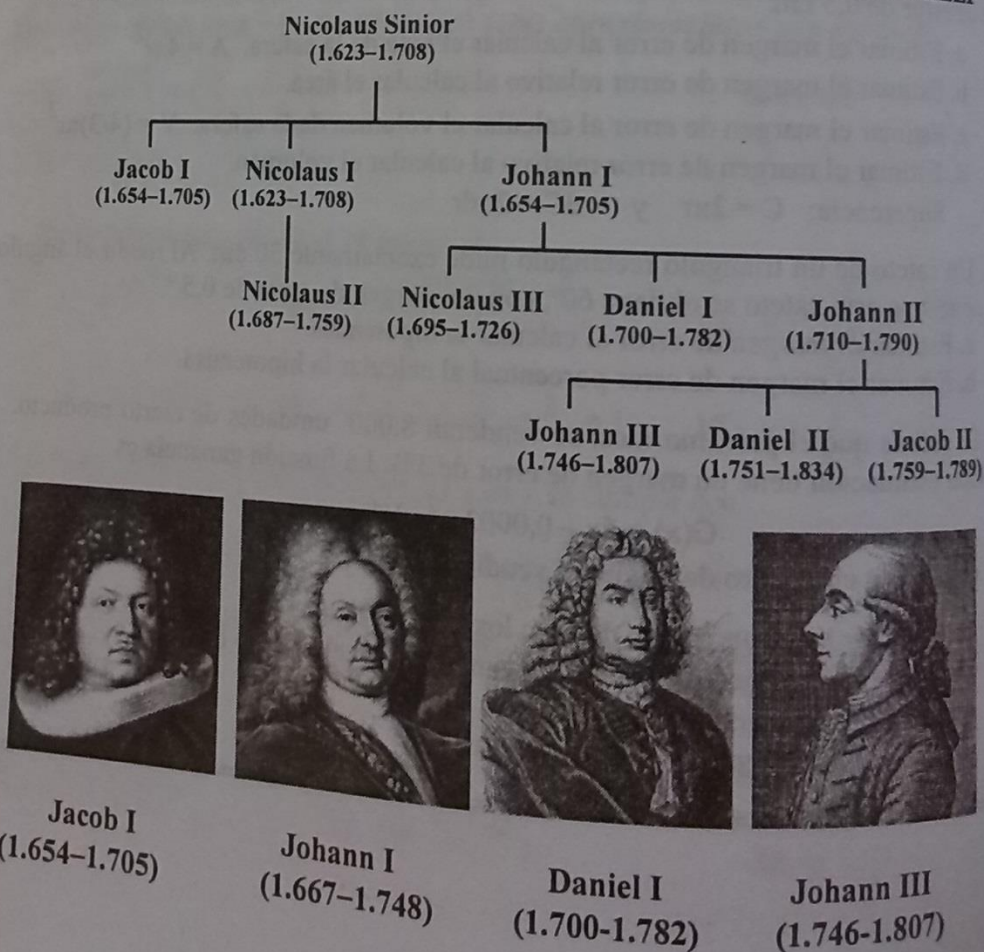 Nicolaus Sinior
(1.623–1.708)
Jacob I
(1.654–1.705)
Nicolaus I
(1.623–1.708)
Johann I
(1.654–1.705)
Nicolaus II
(1.687–1.759)
Nicolaus III
(1.695–1.726)
Daniel I
(1.700–1.782)
Johann II
(1.710–1.790)
Johann III
(1.746–1.807)
Daniel II
(1.751–1.834)
Jacob II
(1.759–1.789)
Jacob I
(1.654–1.705)
Johann I
(1.667–1.748)
Daniel I
(1.700-1.782)
Johann III
(1.746-1.807)